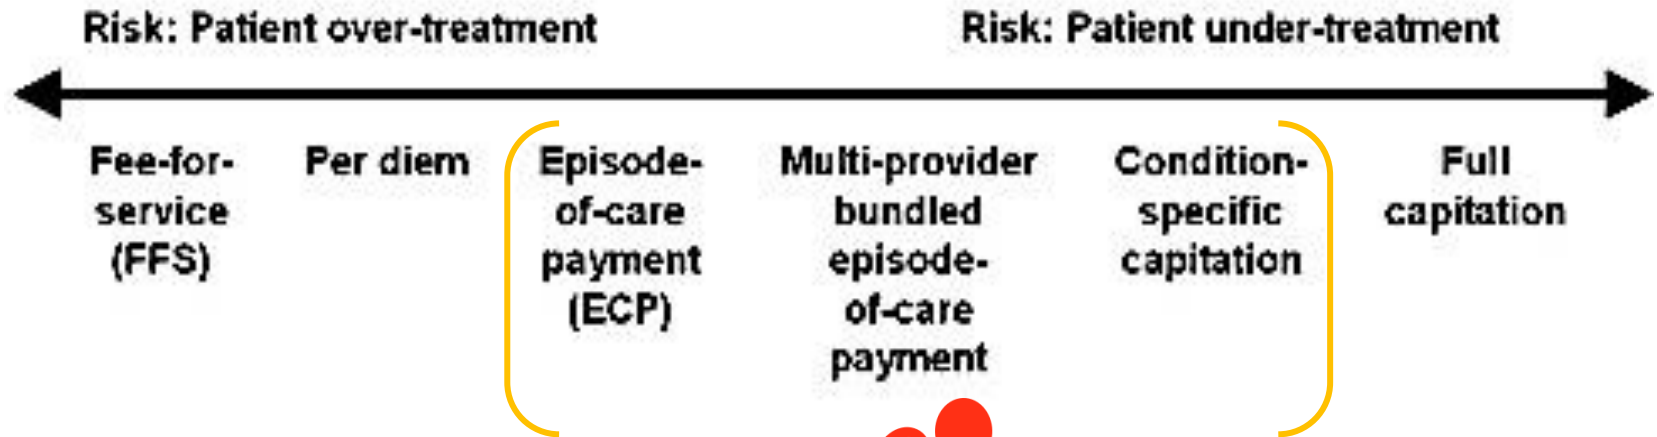 Risk: Patient over-treatment
Risk: Patient under-treatment
Fee-for-
service
(FFS)
Per diem
Episode-
of-care
payment
(ECP)
Multi-provider
bundled
episode-
of-care
payment
Condition-
specific
capitation
Full
capitation